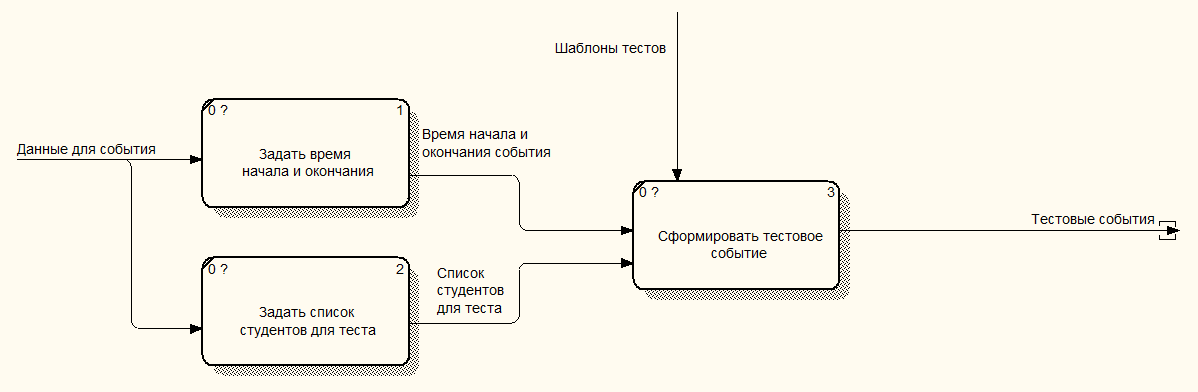 Шаблоны тестов
0 ? 1
Задать время
начала и окончания
Данные для события
Время начала и
окончания события
0 ? 3
Сформировать тестовое
событие
Тестовые события
0 ? 2
Задать список
студентов для теста
Список
студентов
для теста